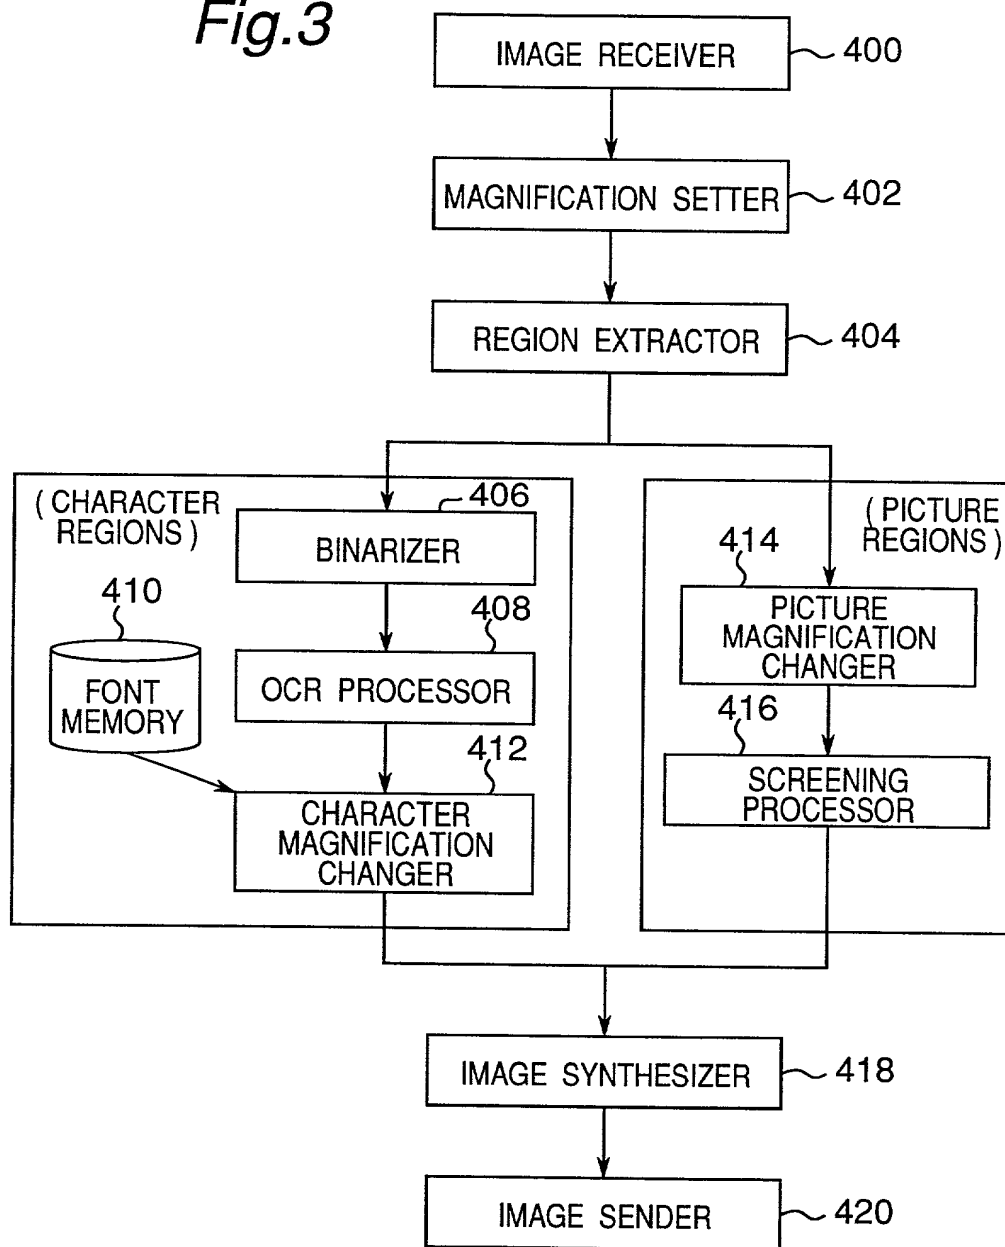 Fig.3
IMAGE RECEIVER
400
MAGNIFICATION SETTER
402
REGION EXTRACTOR
404
( CHARACTER
REGIONS )
406
BINARIZER
410
FONT
MEMORY
408
OCR PROCESSOR
412
CHARACTER
MAGNIFICATION
CHANGER
( PICTURE
REGIONS )
414
PICTURE
MAGNIFICATION
CHANGER
416
SCREENING
PROCESSOR
IMAGE SYNTHESIZER
418
IMAGE SENDER
420